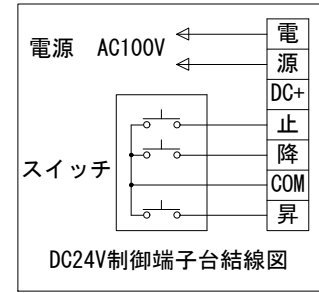 電源 AC100V
電
源
DC+
止
降
COM
昇
スイッチ
DC24V制御端子台結線図